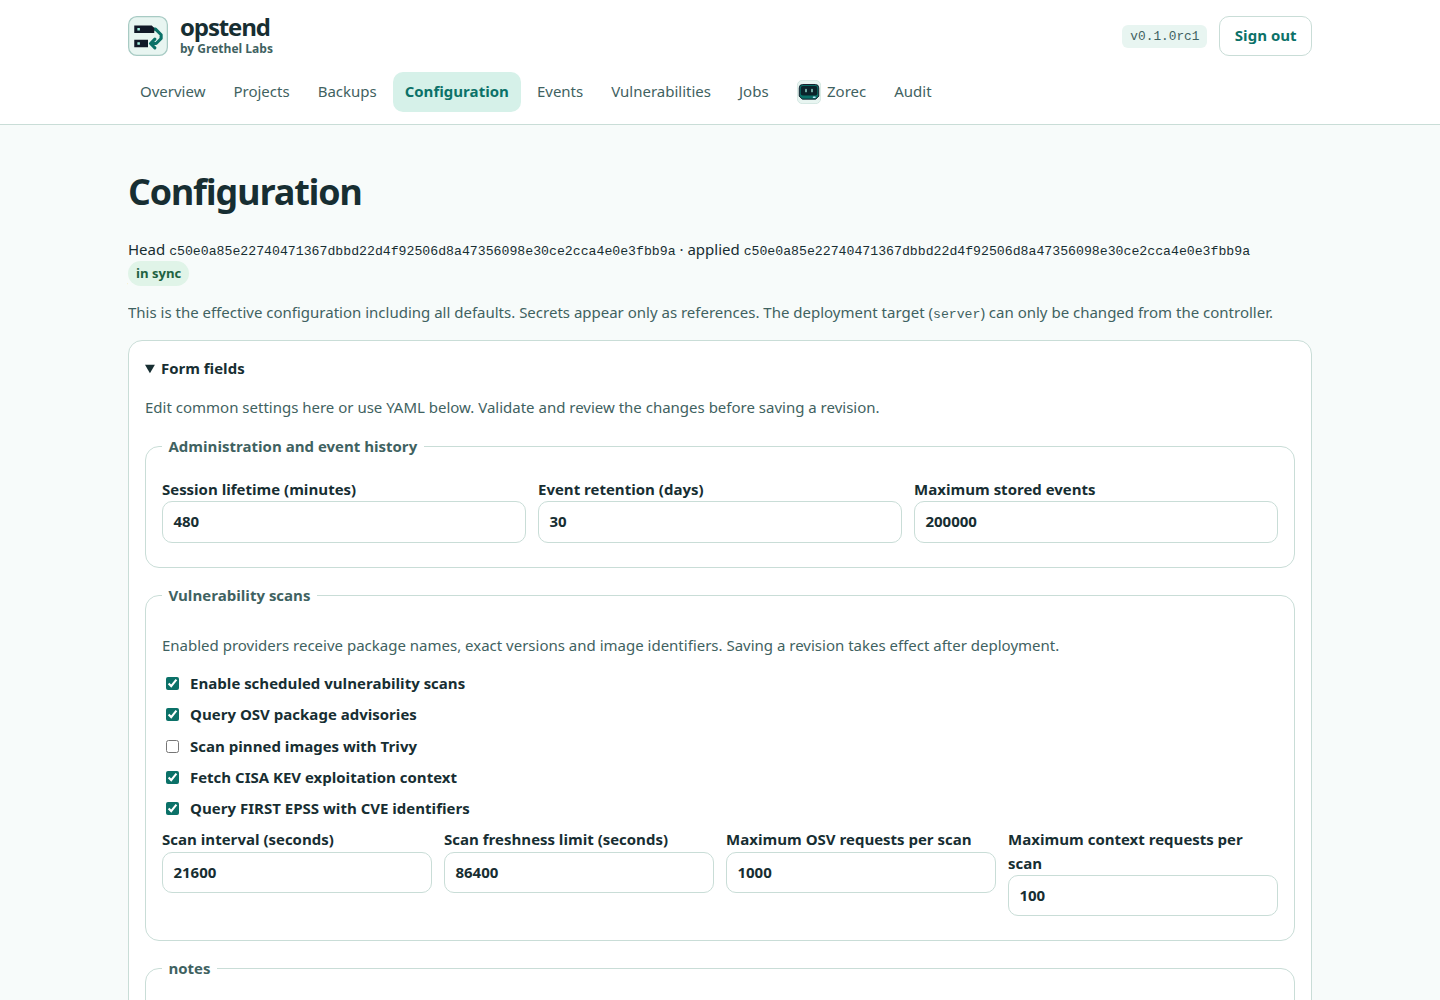 opstend
by Grethel Labs
v0.1.0rc1
Sign out
Overview Projects Backups Configuration Events Vulnerabilities Jobs Zorec Audit
Configuration
Head c50e0a85e22740471367dbbd22d4f92506d8a47356098e30ce2cca4e0e3fbb9a · applied c50e0a85e22740471367dbbd22d4f92506d8a47356098e30ce2cca4e0e3fbb9a
in sync
This is the effective configuration including all defaults. Secrets appear only as references. The deployment target (server) can only be changed from the controller.
▼ Form fields
Edit common settings here or use YAML below. Validate and review the changes before saving a revision.
Administration and event history
Session lifetime (minutes) Event retention (days) Maximum stored events
480 30 200000
Vulnerability scans
Enabled providers receive package names, exact versions and image identifiers. Saving a revision takes effect after deployment.
Enable scheduled vulnerability scans
Query OSV package advisories
Scan pinned images with Trivy
Fetch CISA KEV exploitation context
Query FIRST EPSS with CVE identifiers
Scan interval (seconds) Scan freshness limit (seconds) Maximum OSV requests per scan Maximum context requests per
scan
21600 86400 1000 100
notes